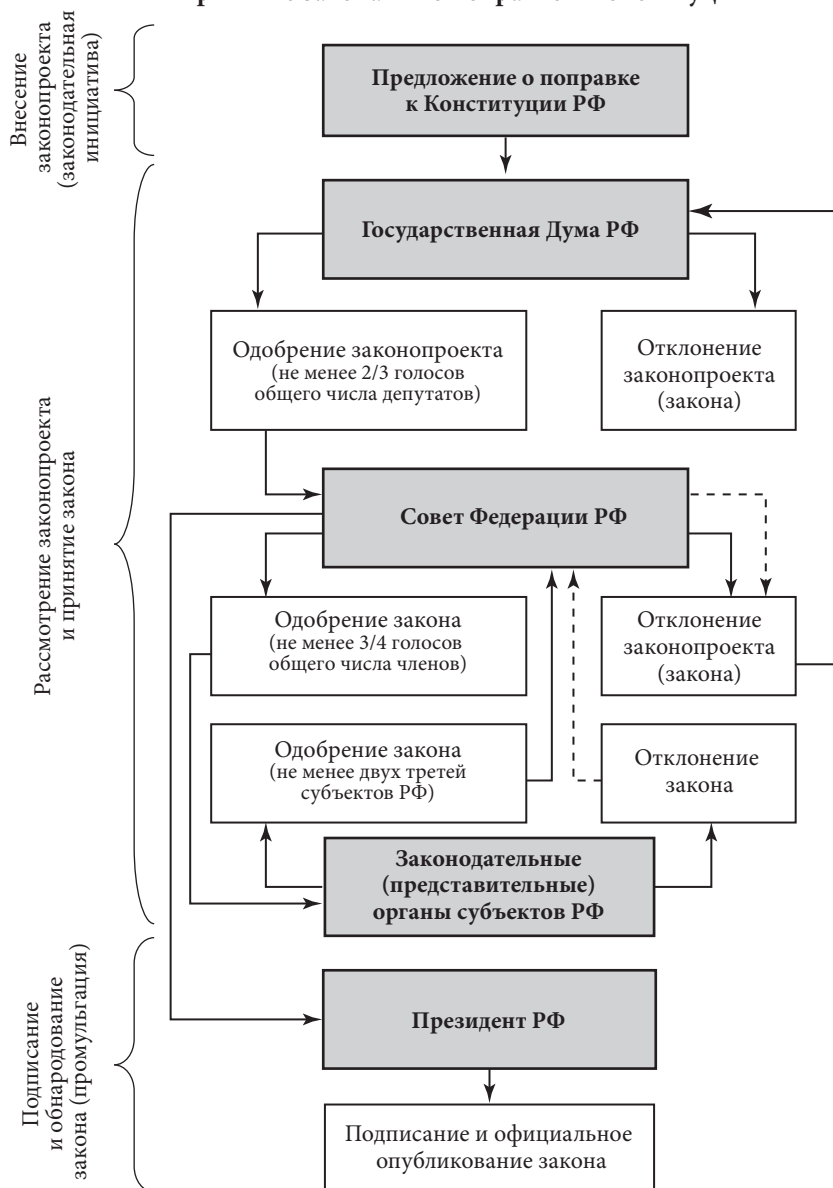 Внесение
законопроекта
(законодательная
инициатива)
Предложение о поправке
к Конституции РФ
Рассмотрение законопроекта
и принятие закона
Государственная Дума РФ
Одобрение законопроекта
(не менее 2/3 голосов
общего числа депутатов)
Отклонение
законопроекта
(закона)
Совет Федерации РФ
Одобрение закона
(не менее 3/4 голосов
общего числа членов)
Отклонение
законопроекта
(закона)
Одобрение закона
(не менее двух третей
субъектов РФ)
Отклонение
закона
Законодательные
(представительные)
органы субъектов РФ
Подписание
и обнародование
закона (промульгация)
Президент РФ
Подписание и официальное
опубликование закона